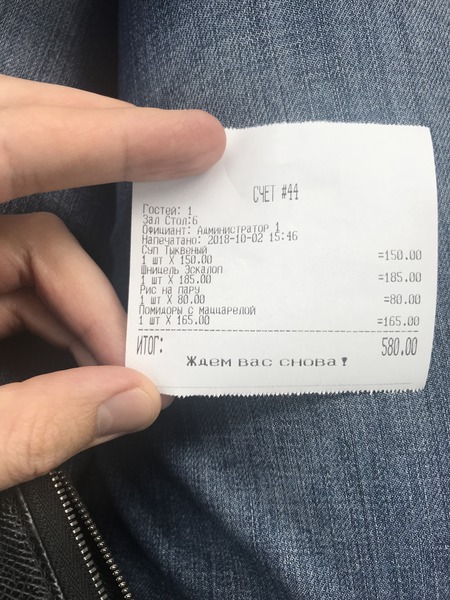 СЧЕТ #44
Гостей: 1
Зал Стол:6
Официант: Администратор 1
Напечатано: 2018-10-02 15:46
Суп Тыквеный
1 шт X 150.00 =150.00
Шницель Эскалоп
1 шт X 185.00 =185.00
Рис на пару
1 шт X 80.00 =80.00
Помидоры с маццарелой
1 шт X 165.00 =165.00
ИТОГ: 580.00
Ждем вас снова!